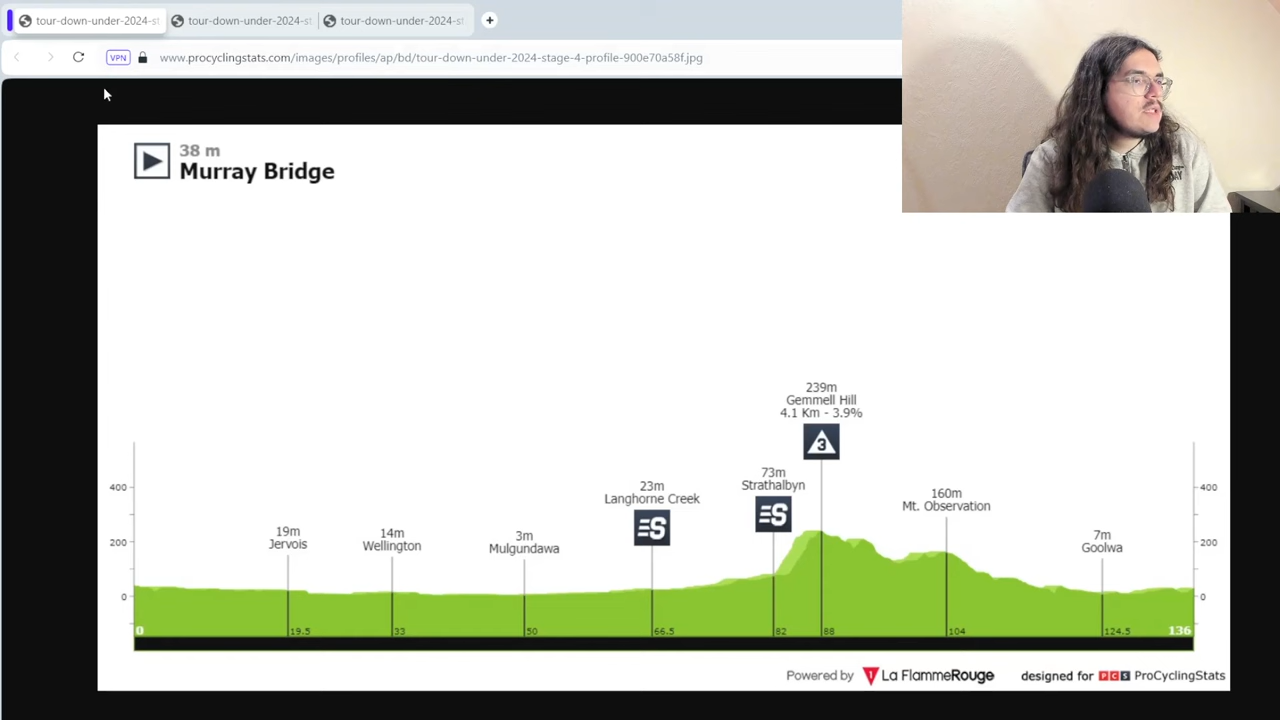 tour-down-under-2024-st
tour-down-under-2024-st
tour-down-under-2024-st
VPN
www.procyclingstats.com/images/profiles/ap/bd/tour-down-under-2024-stage-4-profile-900e70a58f.jpg
38 m
Murray Bridge
239m
Gemmell Hill
4.1 Km - 3.9%
3
73m
Strathalbyn
S
23m
Langhorne Creek
S
160m
Mt. Observation
19m
Jervois
14m
Wellington
3m
Mulgundawa
7m
Goolwa
400
200
0
400
200
0
0
19.5
33
50
66.5
82
88
104
124.5
136
Powered by La FlammeRouge designed for PCS ProCyclingStats